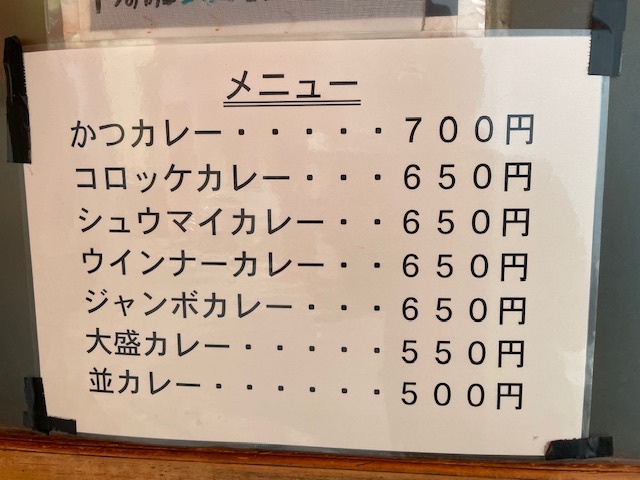 メニュー
かつカレー・・・・・７００円
コロッケカレー・・・６５０円
シュウマイカレー・・６５０円
ウインナーカレー・・６５０円
ジャンボカレー・・・６５０円
大盛カレー・・・・・５５０円
並カレー・・・・・・５００円